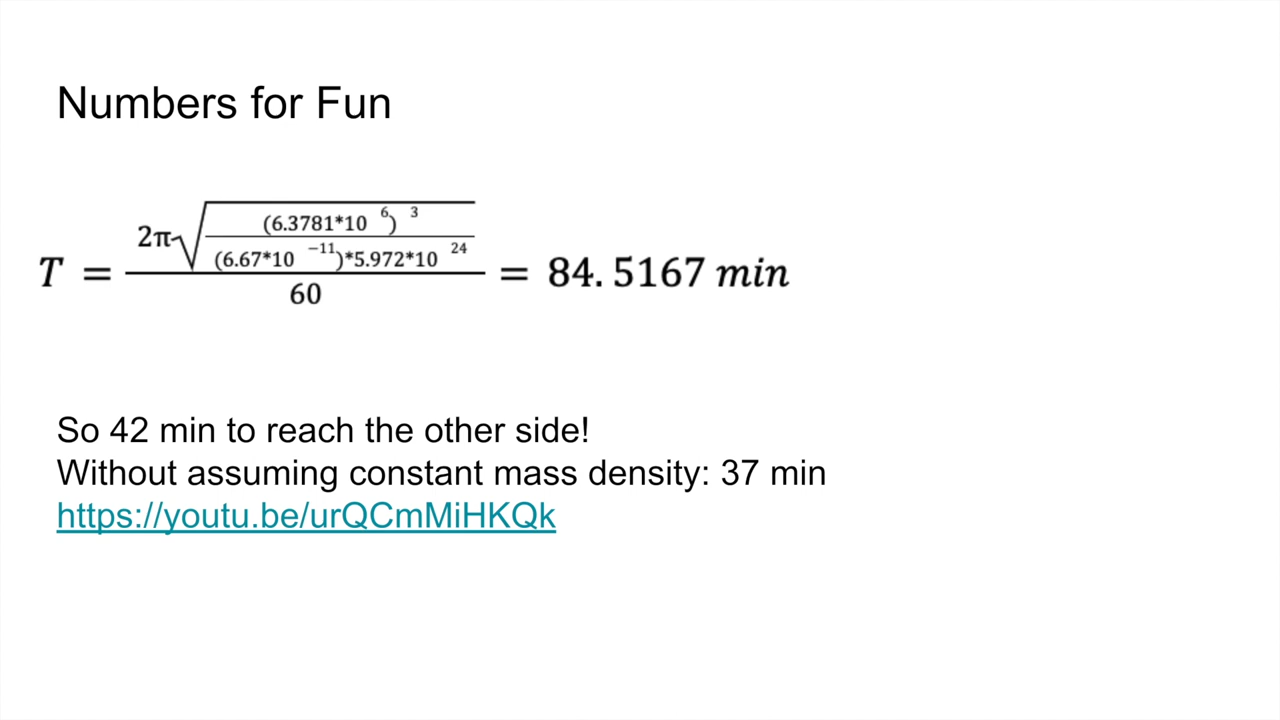 Numbers for Fun
T = 2π√((6.3781*10^6)^3 / ((6.67*10^−11)*5.972*10^24)) / 60 = 84.5167 min
So 42 min to reach the other side!
Without assuming constant mass density: 37 min
https://youtu.be/urQCmMiHKQk